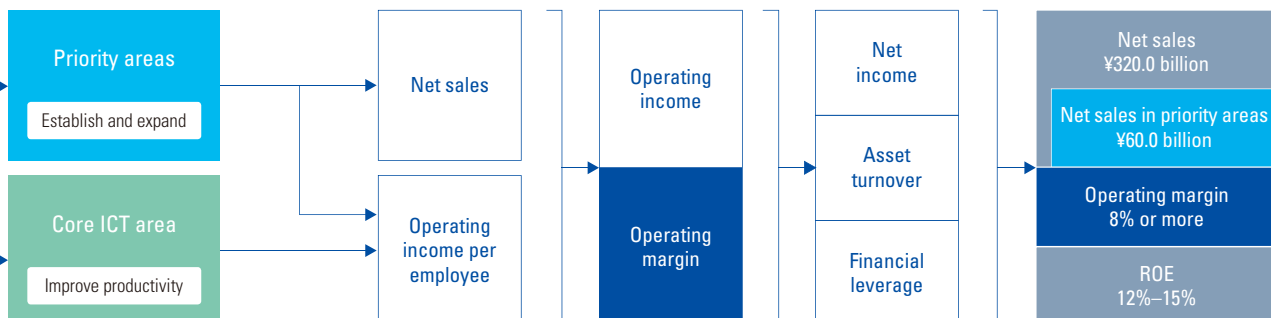 Priority areas
Establish and expand
Core ICT area
Improve productivity
Net sales
Operating
income per
employee
Operating
income
Operating
margin
Net
income
Asset
turnover
Financial
leverage
Net sales
¥320.0 billion
Net sales in priority areas
¥60.0 billion
Operating margin
8% or more
ROE
12%–15%